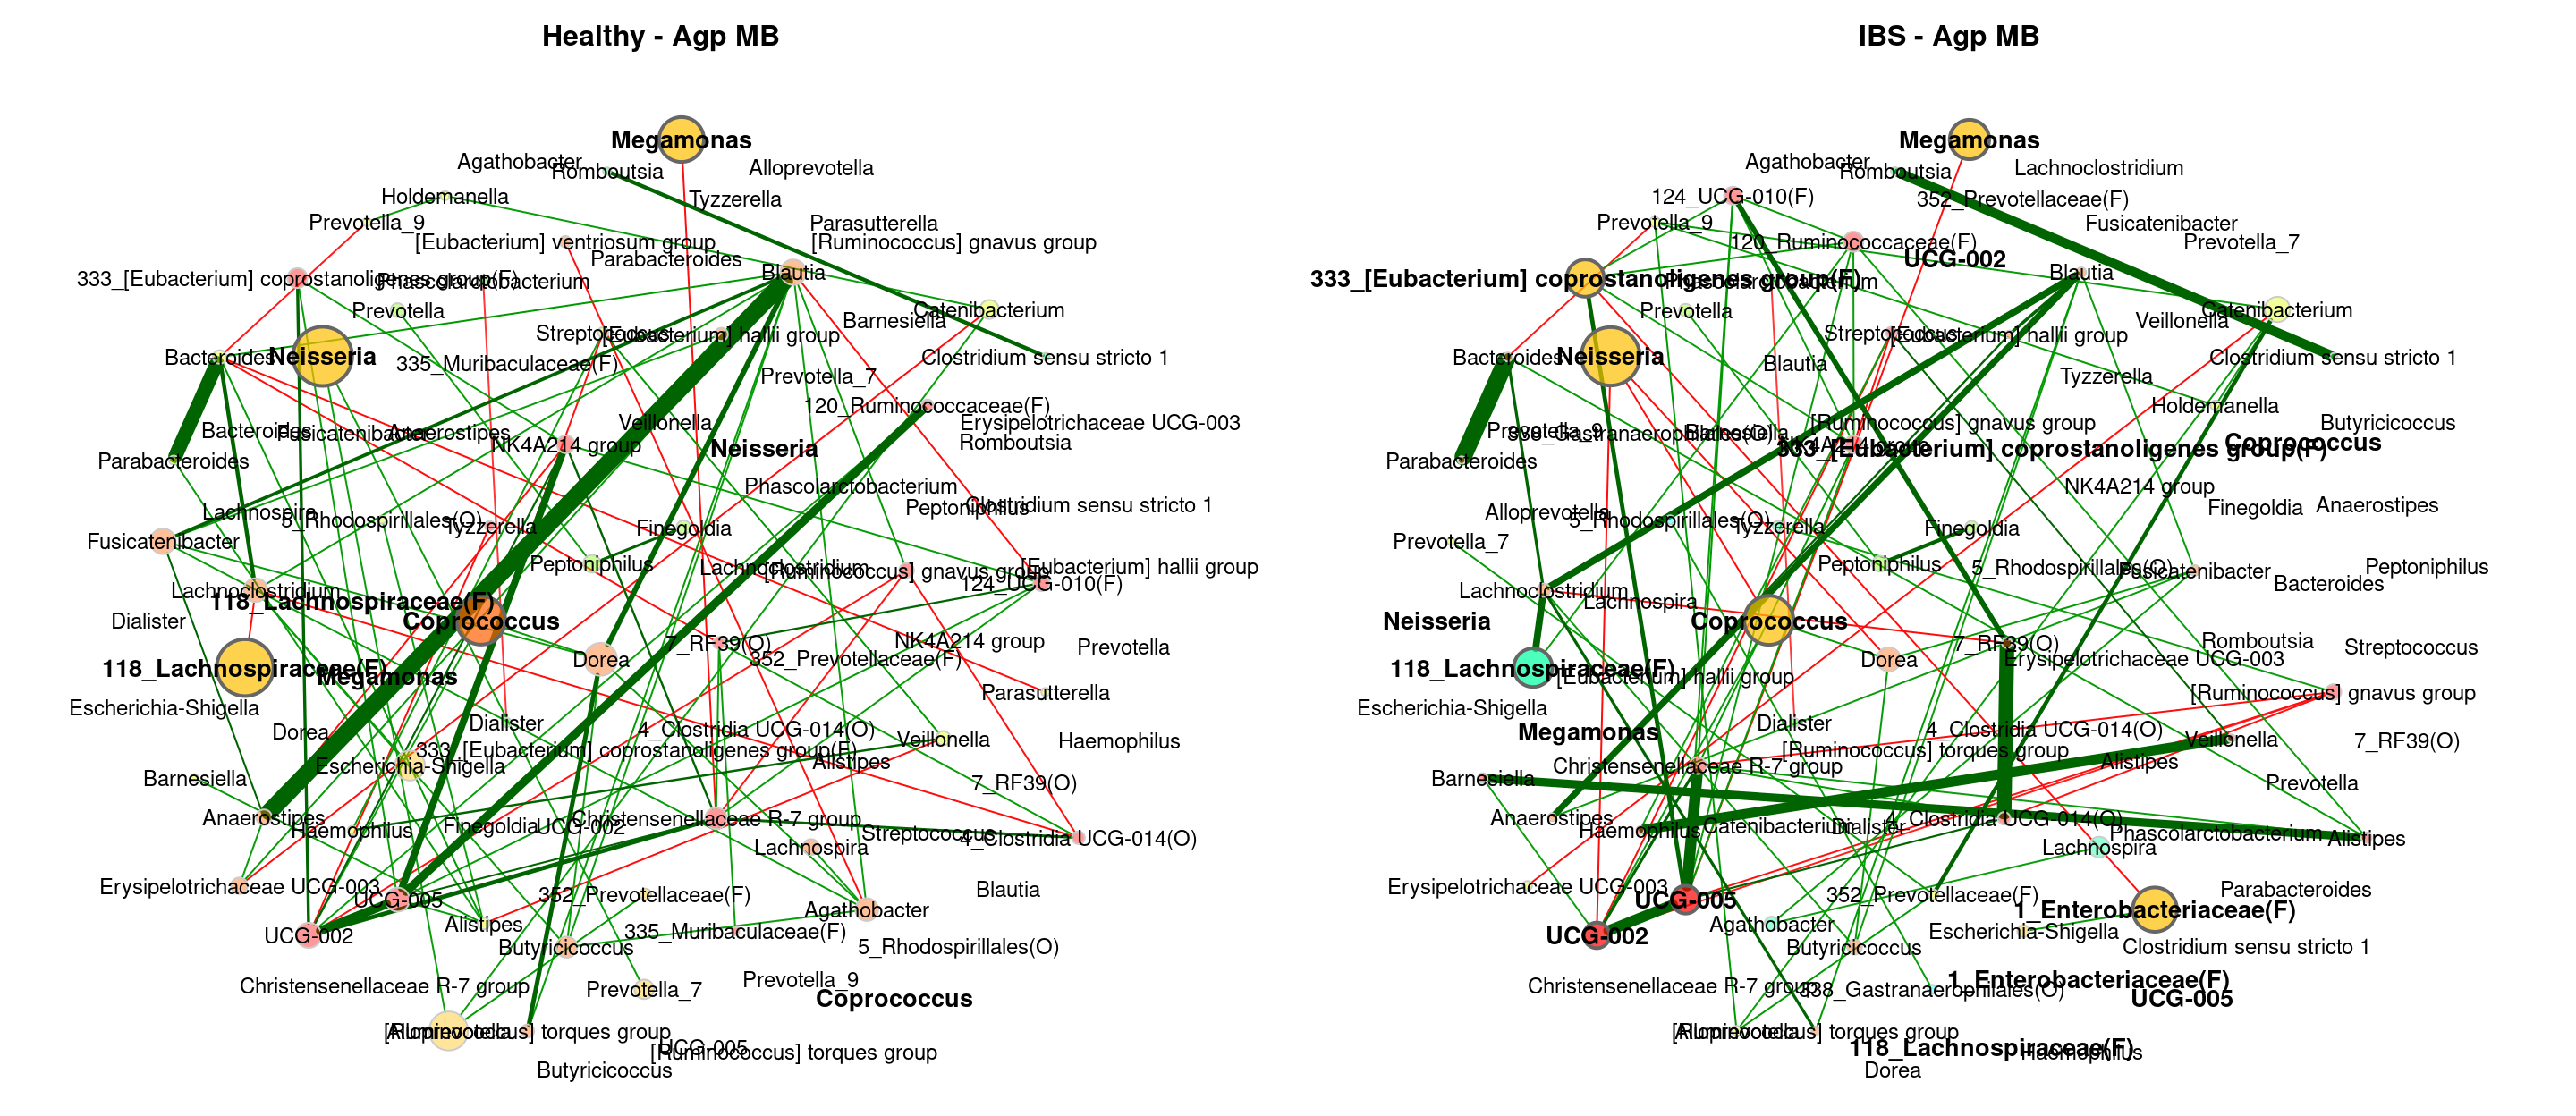 Healthy - Agp MB
Megamonas
Agathobacter
Romboutsia
Alloprevotella
Holdemanella
Tyzzerella
Prevotella_9
Parasutterella
[Eubacterium] ventriosum group
[Ruminococcus] gnavus group
Parabacteroides
Blautia
333_[Eubacterium] coprostanoligenes group(F)
Phascolarctobacterium
Prevotella
Catenibacterium
Barnesiella
Streptococcus
[Eubacterium] hallii group
Bacteroides
Neisseria
335_Muribaculaceae(F)
Clostridium sensu stricto 1
Prevotella_7
120_Ruminococcaceae(F)
Veillonella
Erysipelotrichaceae UCG-003
Bacteroides
Fusicatenibacter
Anaerostipes
NK4A214 group
Neisseria
Romboutsia
Parabacteroides
Phascolarctobacterium
Lachnospira
5_Rhodospirillales(O)
Tyzzerella
Finegoldia
Peptoniphilus
Clostridium sensu stricto 1
Fusicatenibacter
Peptoniphilus
Lachnoclostridium
[Ruminococcus] gnavus group
[Eubacterium] hallii group
124_UCG-010(F)
Lachnoclostridium
118_Lachnospiraceae(F)
Dialister
Coprococcus
7_RF39(O)
NK4A214 group
Prevotella
118_Lachnospiraceae(F)
Megamonas
Dorea
352_Prevotellaceae(F)
Parasutterella
Escherichia-Shigella
Dorea
Dialister
4_Clostridia UCG-014(O)
Veillonella
Haemophilus
333_[Eubacterium] coprostanoligenes group(F)
Escherichia-Shigella
Alistipes
Barnesiella
7_RF39(O)
Anaerostipes
Haemophilus
Finegoldia
UCG-002
Christensenellaceae R-7 group
Streptococcus
4_Clostridia UCG-014(O)
Lachnospira
Erysipelotrichaceae UCG-003
UCG-005
352_Prevotellaceae(F)
Blautia
Agathobacter
Alistipes
UCG-002
335_Muribaculaceae(F)
Butyricicoccus
5_Rhodospirillales(O)
Christensenellaceae R-7 group
Prevotella_7
Prevotella_9
Coprococcus
Alloprevotella
[Ruminococcus] torques group
UCG-005
[Ruminococcus] torques group
Butyricicoccus
IBS - Agp MB
Megamonas
Agathobacter
Romboutsia
Lachnoclostridium
124_UCG-010(F)
352_Prevotellaceae(F)
Prevotella_9
Fusicatenibacter
120_Ruminococcaceae(F)
Prevotella_7
UCG-002
Blautia
333_[Eubacterium] coprostanoligenes group(F)
Phascolarctobacterium
Prevotella
Catenibacterium
Veillonella
Streptococcus
[Eubacterium] hallii group
Bacteroides
Neisseria
Blautia
Clostridium sensu stricto 1
Tyzzerella
Holdemanella
[Ruminococcus] gnavus group
Butyricicoccus
Prevotella_9
338_Gastranaerophilales(O)
Barnesiella
NK4A214 group
Coprococcus
333_[Eubacterium] coprostanoligenes group(F)
Parabacteroides
NK4A214 group
Finegoldia
Anaerostipes
Alloprevotella
5_Rhodospirillales(O)
Tyzzerella
Finegoldia
Prevotella_7
Peptoniphilus
5_Rhodospirillales(O)
Fusicatenibacter
Peptoniphilus
Bacteroides
Lachnoclostridium
Lachnospira
Neisseria
Coprococcus
7_RF39(O)
Romboutsia
Streptococcus
118_Lachnospiraceae(F)
[Eubacterium] hallii group
Dorea
Erysipelotrichaceae UCG-003
[Ruminococcus] gnavus group
Escherichia-Shigella
Megamonas
Dialister
4_Clostridia UCG-014(O)
Veillonella
7_RF39(O)
[Ruminococcus] torques group
Christensenellaceae R-7 group
Alistipes
Barnesiella
Prevotella
Anaerostipes
Haemophilus
Catenibacterium
Dialister
4_Clostridia UCG-014(O)
Phascolarctobacterium
Alistipes
Lachnospira
Erysipelotrichaceae UCG-003
UCG-005
352_Prevotellaceae(F)
Parabacteroides
1_Enterobacteriaceae(F)
Agathobacter
Escherichia-Shigella
UCG-002
Butyricicoccus
Clostridium sensu stricto 1
Christensenellaceae R-7 group
338_Gastranaerophilales(O)
1_Enterobacteriaceae(F)
UCG-005
Alloprevotella
[Ruminococcus] torques group
118_Lachnospiraceae(F)
Haemophilus
Dorea